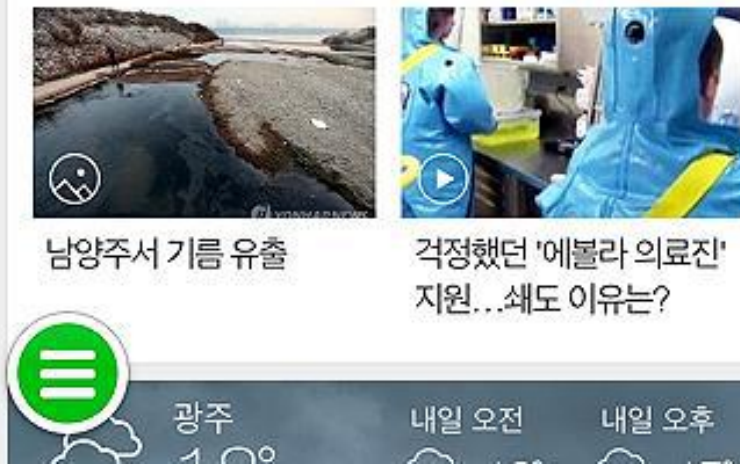 YONHAPNEWS
남양주서 기름 유출
걱정했던 '에볼라 의료진'
지원...쇄도 이유는?
광주
내일 오전
내일 오후